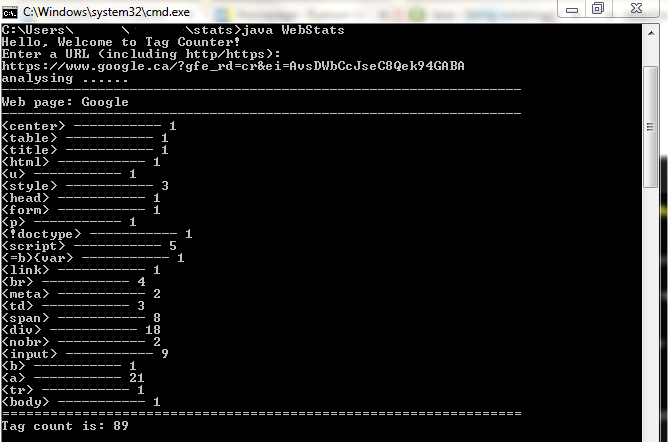 C:\Windows\system32\cmd.exe
C:\Users\ \ \stats>java WebStats
Hello, Welcome to Tag Counter!
Enter a URL (including http/https):
https://www.google.ca/?gfe_rd=cr&ei=AvsDWbCcJseC8Qek94GABA
analysing ......
-----------------------------------------------------------------
Web page: Google
-----------------------------------------------------------------
<center> ------------ 1
<table> ------------ 1
<title> ------------ 1
<html> ------------ 1
<u> ------------ 1
<style> ------------ 3
<head> ------------ 1
<form> ------------ 1
<p> ------------ 1
<!doctype> ------------ 1
<script> ------------ 5
<=b){var> ------------ 1
<link> ------------ 1
<br> ------------ 4
<meta> ------------ 2
<td> ------------ 3
<span> ------------ 8
<div> ------------ 18
<nobr> ------------ 2
<input> ------------ 9
<b> ------------ 1
<a> ------------ 21
<tr> ------------ 1
<body> ------------ 1
=================================================================
Tag count is: 89